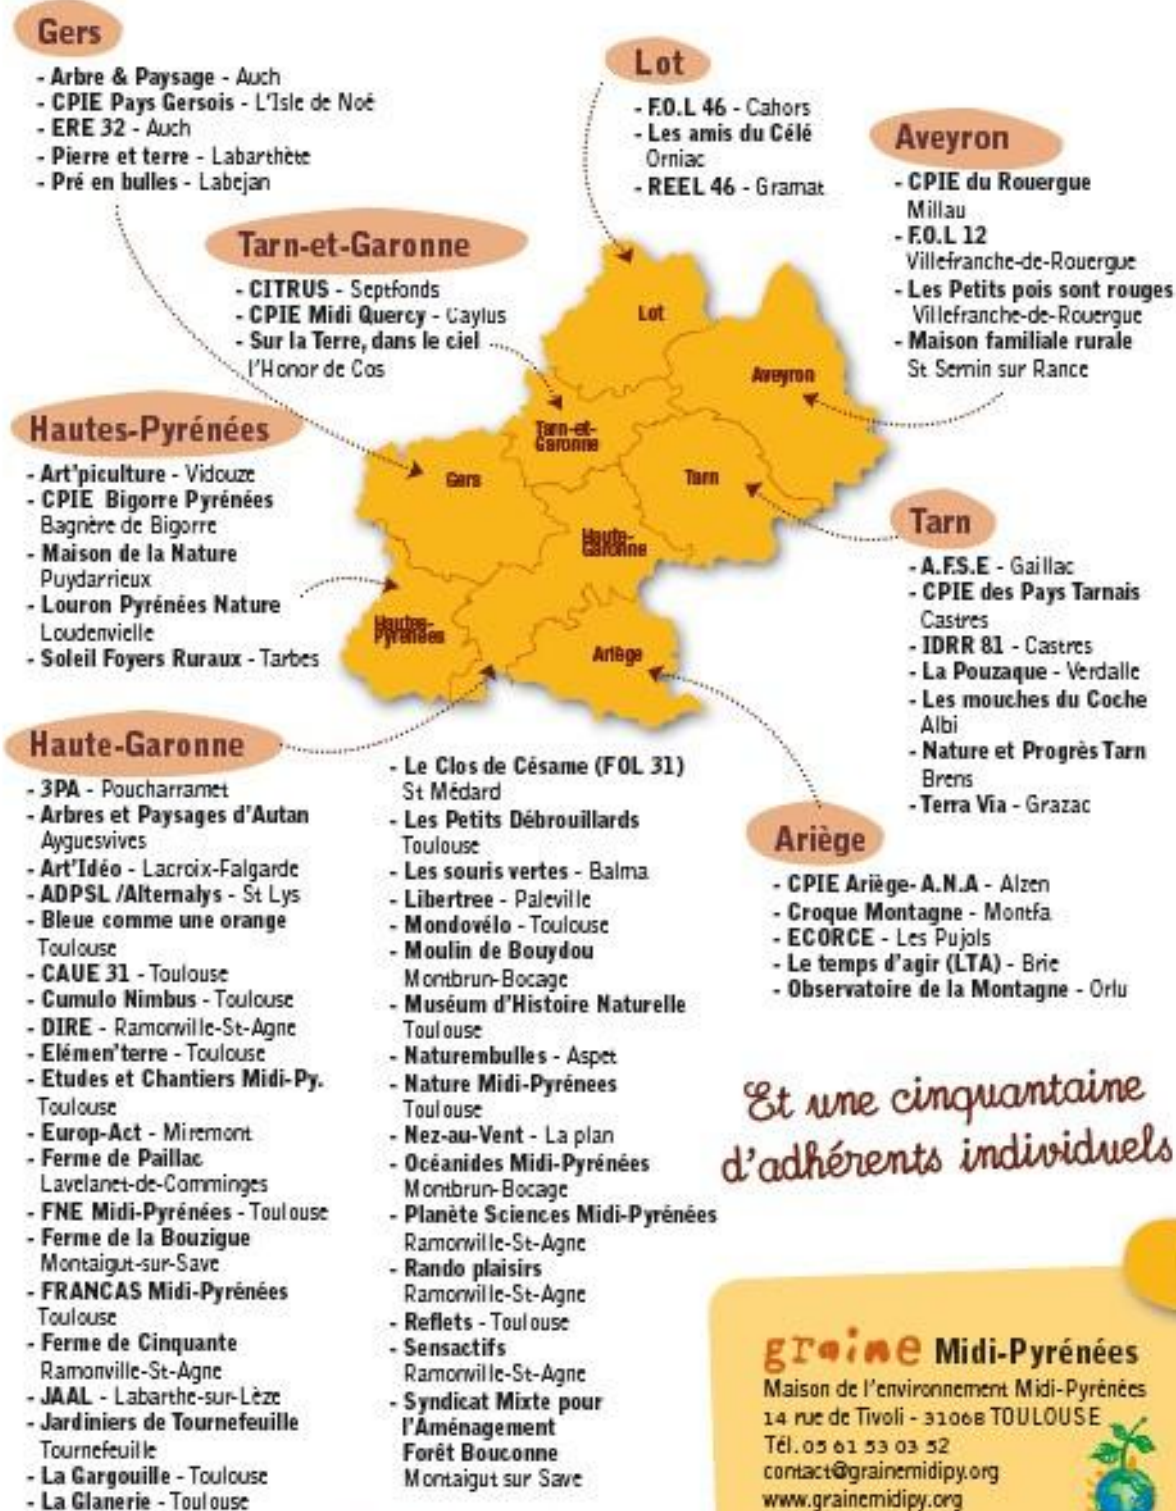 Gers
- Arbre & Paysage - Auch
- CPIE Pays Gersois - L'Isle de Noé
- ERE 32 - Auch
- Pierre et terre - Labarthète
- Pré en bulles - Labejan
Lot
- F.O.L 46 - Cahors
- Les amis du Célé
Orniac
- REEL 46 - Gramat
Aveyron
- CPIE du Rouergue
Millau
- F.O.L 12
Villefranche-de-Rouergue
- Les Petits pois sont rouges
Villefranche-de-Rouergue
- Maison familiale rurale
St Sernin sur Rance
Tarn-et-Garonne
- CITRUS - Septfonds
- CPIE Midi Quercy - Caylus
- Sur la Terre, dans le ciel
l'Honor de Cos
Hautes-Pyrénées
- Art'piculture - Vidouze
- CPIE Bigorre Pyrénées
Bagnère de Bigorre
- Maison de la Nature
Puydarrieux
- Louron Pyrénées Nature
Loudenvielle
- Soleil Foyers Ruraux - Tarbes
Lot
Aveyron
Tarn-et-
Garonne
Gers
Tarn
Haute-
Garonne
Hautes-
Pyrénées
Ariège
Tarn
- A.F.S.E - Gaillac
- CPIE des Pays Tarnais
Castres
- IDRR 81 - Castres
- La Pouzaque - Verdalle
- Les mouches du Coche
Albi
- Nature et Progrès Tarn
Brens
- Terra Via - Grazac
Haute-Garonne
- 3PA - Poucharramet
- Arbres et Paysages d'Autan
Ayguesvives
- Art'Idéo - Lacroix-Falgarde
- ADPSL /Alternalys - St Lys
- Bleue comme une orange
Toulouse
- CAUE 31 - Toulouse
- Cumulo Nimbus - Toulouse
- DIRE - Ramonville-St-Agne
- Elémen'terre - Toulouse
- Etudes et Chantiers Midi-Py.
Toulouse
- Europ-Act - Miremont
- Ferme de Paillac
Lavelanet-de-Comminges
- FNE Midi-Pyrénées - Toulouse
- Ferme de la Bouzigue
Montaigut-sur-Save
- FRANCAS Midi-Pyrénées
Toulouse
- Ferme de Cinquante
Ramonville-St-Agne
- JAAL - Labarthe-sur-Lèze
- Jardiniers de Tournefeuille
Tournefeuille
- La Gargouille - Toulouse
- La Glanerie - Toulouse
- Le Clos de Césame (FOL 31)
St Médard
- Les Petits Débrouillards
Toulouse
- Les souris vertes - Balma
- Libertree - Paleville
- Mondovélo - Toulouse
- Moulin de Bouydou
Montbrun-Bocage
- Muséum d'Histoire Naturelle
Toulouse
- Naturembulles - Aspet
- Nature Midi-Pyrénees
Toulouse
- Nez-au-Vent - La plan
- Océanides Midi-Pyrénées
Montbrun-Bocage
- Planète Sciences Midi-Pyrénées
Ramonville-St-Agne
- Rando plaisirs
Ramonville-St-Agne
- Reflets - Toulouse
- Sensactifs
Ramonville-St-Agne
- Syndicat Mixte pour
l'Aménagement
Forêt Bouconne
Montaigut sur Save
Ariège
- CPIE Ariège- A.N.A - Alzen
- Croque Montagne - Montfa
- ECORCE - Les Pujols
- Le temps d'agir (LTA) - Brie
- Observatoire de la Montagne - Orlu
Et une cinquantaine
d'adhérents individuels
graine Midi-Pyrénées
Maison de l'environnement Midi-Pyrénées
14 rue de Tivoli - 31068 TOULOUSE
Tél. 05 61 53 03 52
contact@grainemidipy.org
www.grainemidipy.org